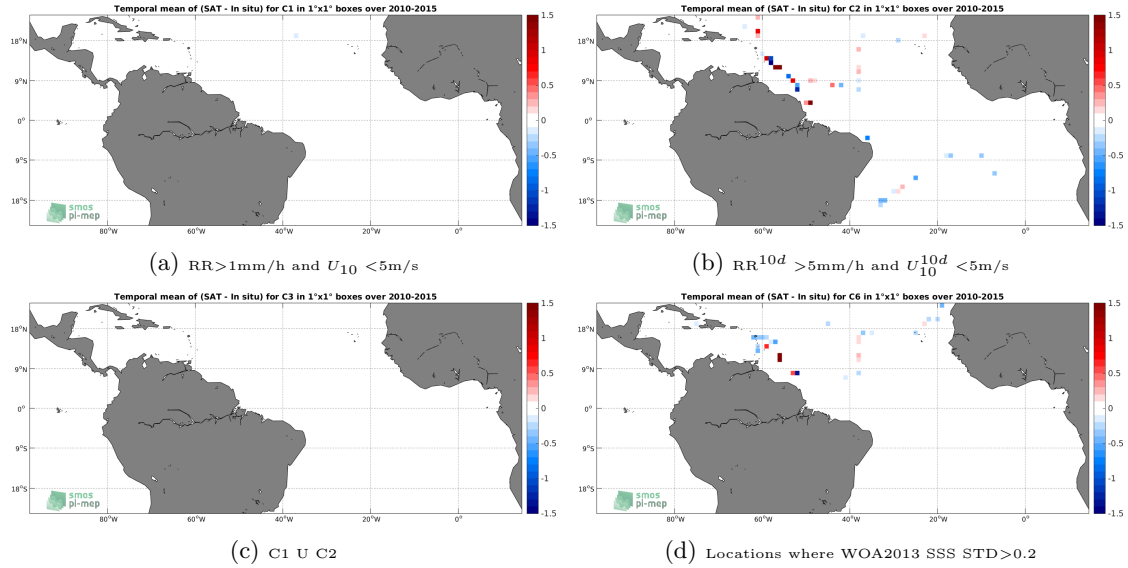 Temporal mean of (SAT - In situ) for C1 in 1°x1° boxes over 2010-2015
18°N
9°N
0°
9°S
18°S
80°W
60°W
40°W
20°W
0°
1.5
1
0.5
0
-0.5
-1
-1.5
smos
pi-mep
(a) RR>1mm/h and U10 <5m/s
Temporal mean of (SAT - In situ) for C2 in 1°x1° boxes over 2010-2015
18°N
9°N
0°
9°S
18°S
80°W
60°W
40°W
20°W
0°
1.5
1
0.5
0
-0.5
-1
-1.5
smos
pi-mep
(b) RR10d >5mm/h and U10 10d <5m/s
Temporal mean of (SAT - In situ) for C3 in 1°x1° boxes over 2010-2015
18°N
9°N
0°
9°S
18°S
80°W
60°W
40°W
20°W
0°
1.5
1
0.5
0
-0.5
-1
-1.5
smos
pi-mep
(c) C1 U C2
Temporal mean of (SAT - In situ) for C6 in 1°x1° boxes over 2010-2015
18°N
9°N
0°
9°S
18°S
80°W
60°W
40°W
20°W
0°
1.5
1
0.5
0
-0.5
-1
-1.5
smos
pi-mep
(d) Locations where WOA2013 SSS STD>0.2